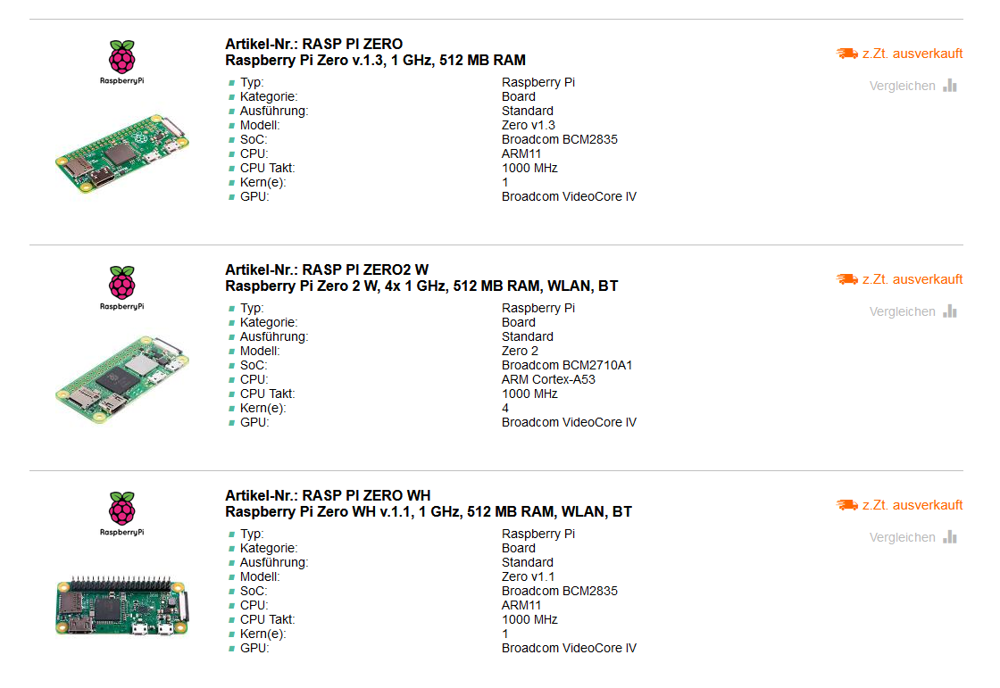 RaspberryPi
Artikel-Nr.: RASP PI ZERO
Raspberry Pi Zero v.1.3, 1 GHz, 512 MB RAM
z.Zt. ausverkauft
Vergleichen
Typ: Raspberry Pi
Kategorie: Board
Ausführung: Standard
Modell: Zero v1.3
SoC: Broadcom BCM2835
CPU: ARM11
CPU Takt: 1000 MHz
Kern(e): 1
GPU: Broadcom VideoCore IV
RaspberryPi
Artikel-Nr.: RASP PI ZERO2 W
Raspberry Pi Zero 2 W, 4x 1 GHz, 512 MB RAM, WLAN, BT
z.Zt. ausverkauft
Vergleichen
Typ: Raspberry Pi
Kategorie: Board
Ausführung: Standard
Modell: Zero 2
SoC: Broadcom BCM2710A1
CPU: ARM Cortex-A53
CPU Takt: 1000 MHz
Kern(e): 4
GPU: Broadcom VideoCore IV
RaspberryPi
Artikel-Nr.: RASP PI ZERO WH
Raspberry Pi Zero WH v.1.1, 1 GHz, 512 MB RAM, WLAN, BT
z.Zt. ausverkauft
Vergleichen
Typ: Raspberry Pi
Kategorie: Board
Ausführung: Standard
Modell: Zero v1.1
SoC: Broadcom BCM2835
CPU: ARM11
CPU Takt: 1000 MHz
Kern(e): 1
GPU: Broadcom VideoCore IV